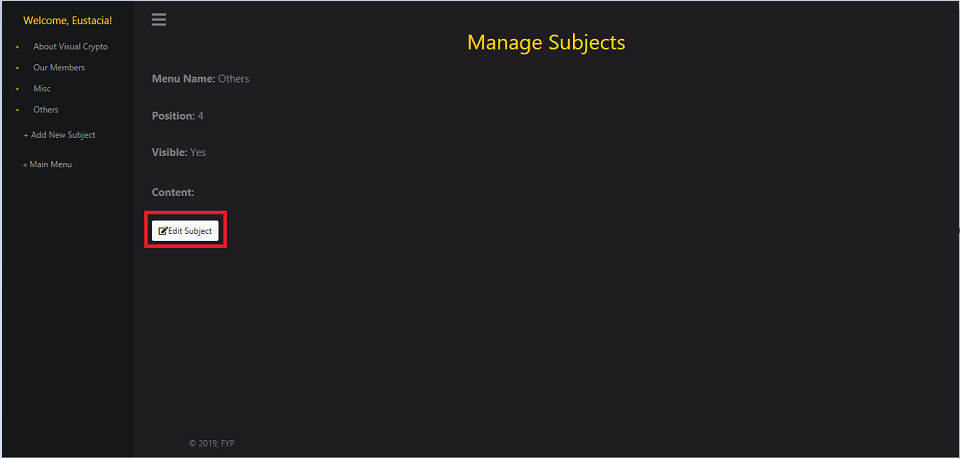 Welcome, Eustacia!
• About Visual Crypto
• Our Members
• Misc
• Others
+ Add New Subject
« Main Menu
Manage Subjects
Menu Name: Others
Position: 4
Visible: Yes
Content:
Edit Subject
© 2019, FYP